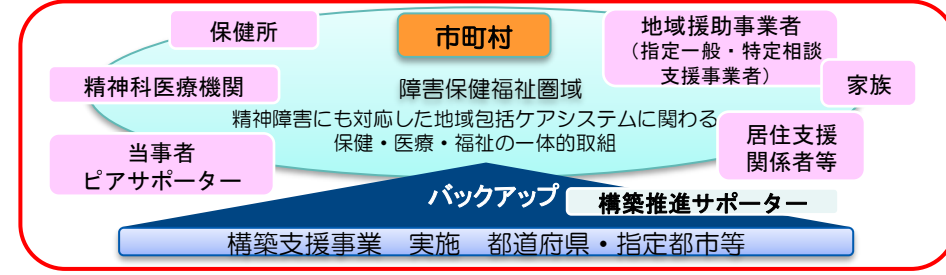 保健所
市町村
地域援助事業者
（指定一般・特定相談
支援事業者）
精神科医療機関
障害保健福祉圏域
家族
精神障害にも対応した地域包括ケアシステムに関わる
保健・医療・福祉の一体的取組
居住支援
関係者等
当事者
ピアサポーター
バックアップ
構築推進サポーター
構築支援事業　実施　都道府県・指定都市等